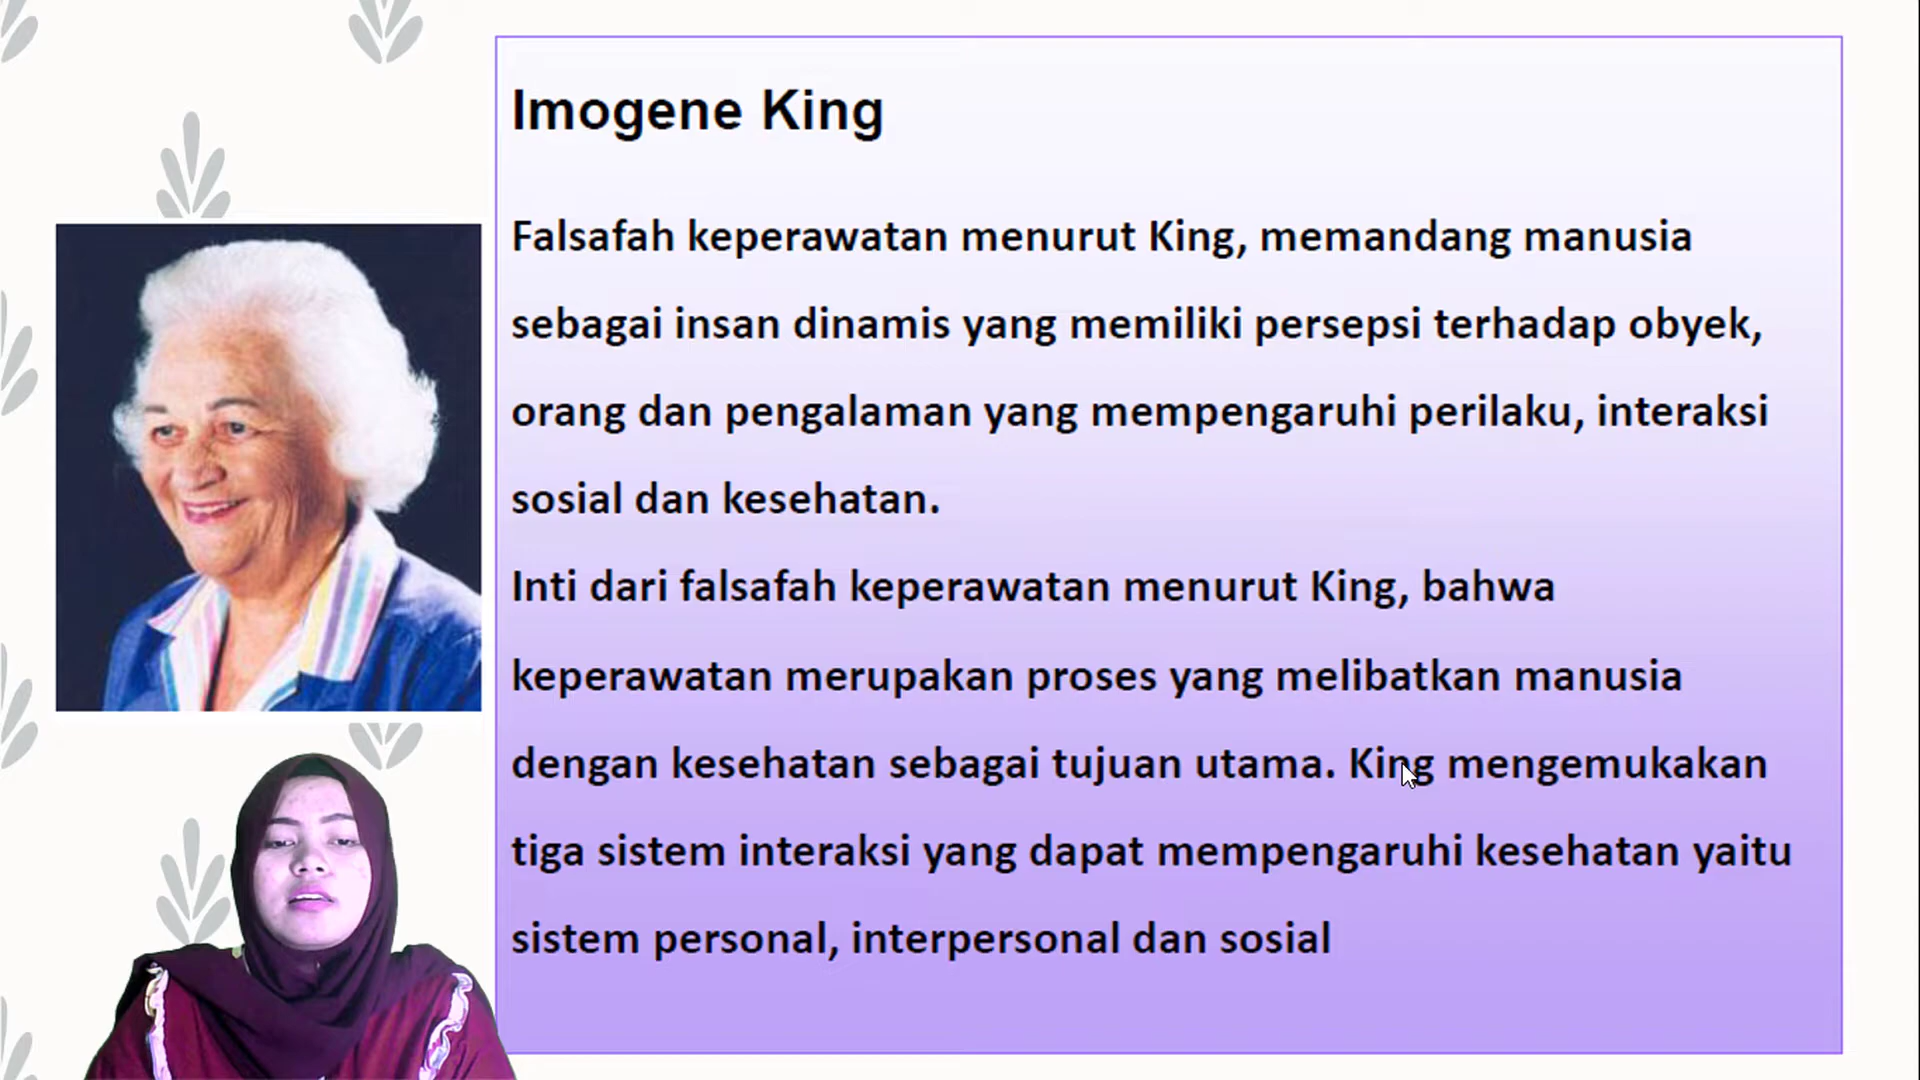 Imogene King
Falsafah keperawatan menurut King, memandang manusia
sebagai insan dinamis yang memiliki persepsi terhadap obyek,
orang dan pengalaman yang mempengaruhi perilaku, interaksi
sosial dan kesehatan.
Inti dari falsafah keperawatan menurut King, bahwa
keperawatan merupakan proses yang melibatkan manusia
dengan kesehatan sebagai tujuan utama. King mengemukakan
tiga sistem interaksi yang dapat mempengaruhi kesehatan yaitu
sistem personal, interpersonal dan sosial